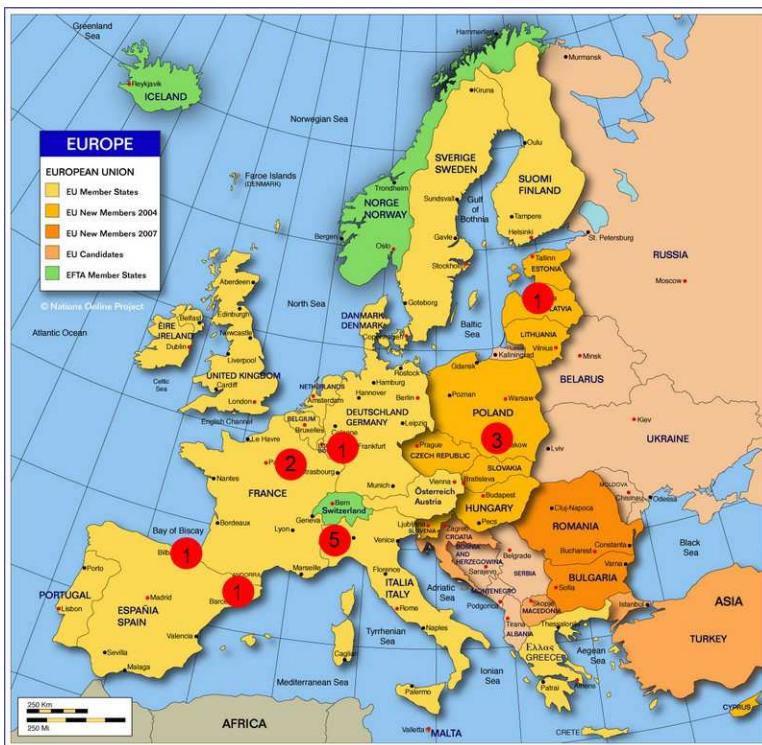 Greenland
Sea
Hammerfest
Murmansk
Reykjavik
ICELAND
Kiruna
Norwegian Sea
EUROPE
EUROPEAN UNION
EU Member States
EU New Members 2004
EU New Members 2007
EU Candidates
EFTA Member States
© Nations Online Project
Oulu
SVERIGE
SWEDEN
SUOMI
FINLAND
Faroe Islands
(DENMARK)
Trondheim
Sundsvall
Gulf
of
Bothnia
NORGE
NORWAY
Tampere
Helsinki
Bergen
Gavle
Oslo
St. Petersburg
Tallinn
ESTONIA
Stockholm
RUSSIA
Moscow
Aberdeen
North Sea
Goteborg
1
LATVIA
Atlantic Ocean
Edinburgh
DANMARK
DENMARK
Baltic
Sea
LITHUANIA
Belfast
ÉIRE
IRELAND
Newcastle
Copenhagen
Vilnius
Dublin
Kaliningrad
Minsk
Liverpool
Rostock
Gdansk
BELARUS
Celtic
Sea
UNITED KINGDOM
Cardiff
NETHERLANDS
Hamburg
Amsterdam
Hannover
Berlin
Poznan
Warsaw
London
DEUTSCHLAND
GERMANY
POLAND
English Channel
BELGIUM
Bruxelles
Leipzig
Kiev
Le Havre
1
Frankfurt
Prague
3
CZECH REPUBLIC
Lviv
UKRAINE
2
SLOVAKIA
Nantes
Munich
Vienna
Bratislava
MOLDOVA
FRANCE
Bern
Switzerland
Österreich
Austria
Budapest
HUNGARY
Chisinau
Odessa
Cluj-Napoca
Bay of Biscay
Bordeaux
Geneva
Lyon
5
Venice
SLOVENIA
Zagreb
CROATIA
Pecs
ROMANIA
1
BOSNIA
AND
HERZEGOVINA
Belgrade
Bucharest
Constanta
Black
Sea
Porto
Marseille
Florence
Sarajevo
SERBIA
Varna
1
ITALIA
ITALY
Adriatic
Sea
MONTENEGRO
Sofia
BULGARIA
PORTUGAL
Madrid
Podgorica
Skopje
MACEDONIA
Istanbul
ASIA
Lisbon
ESPAÑA
SPAIN
Rome
Tirana
ALBANIA
Thessaloniki
Valencia
Tyrrhenian
Sea
Naples
TURKEY
Ελλας
GREECE
Aegean
Sea
Sevilla
Cagliari
Ionian
Sea
Malaga
Mediterranean Sea
Palermo
Patrai
Athens
250 Km
250 Mi
AFRICA
Valletta
MALTA
CRETE
CYPRUS